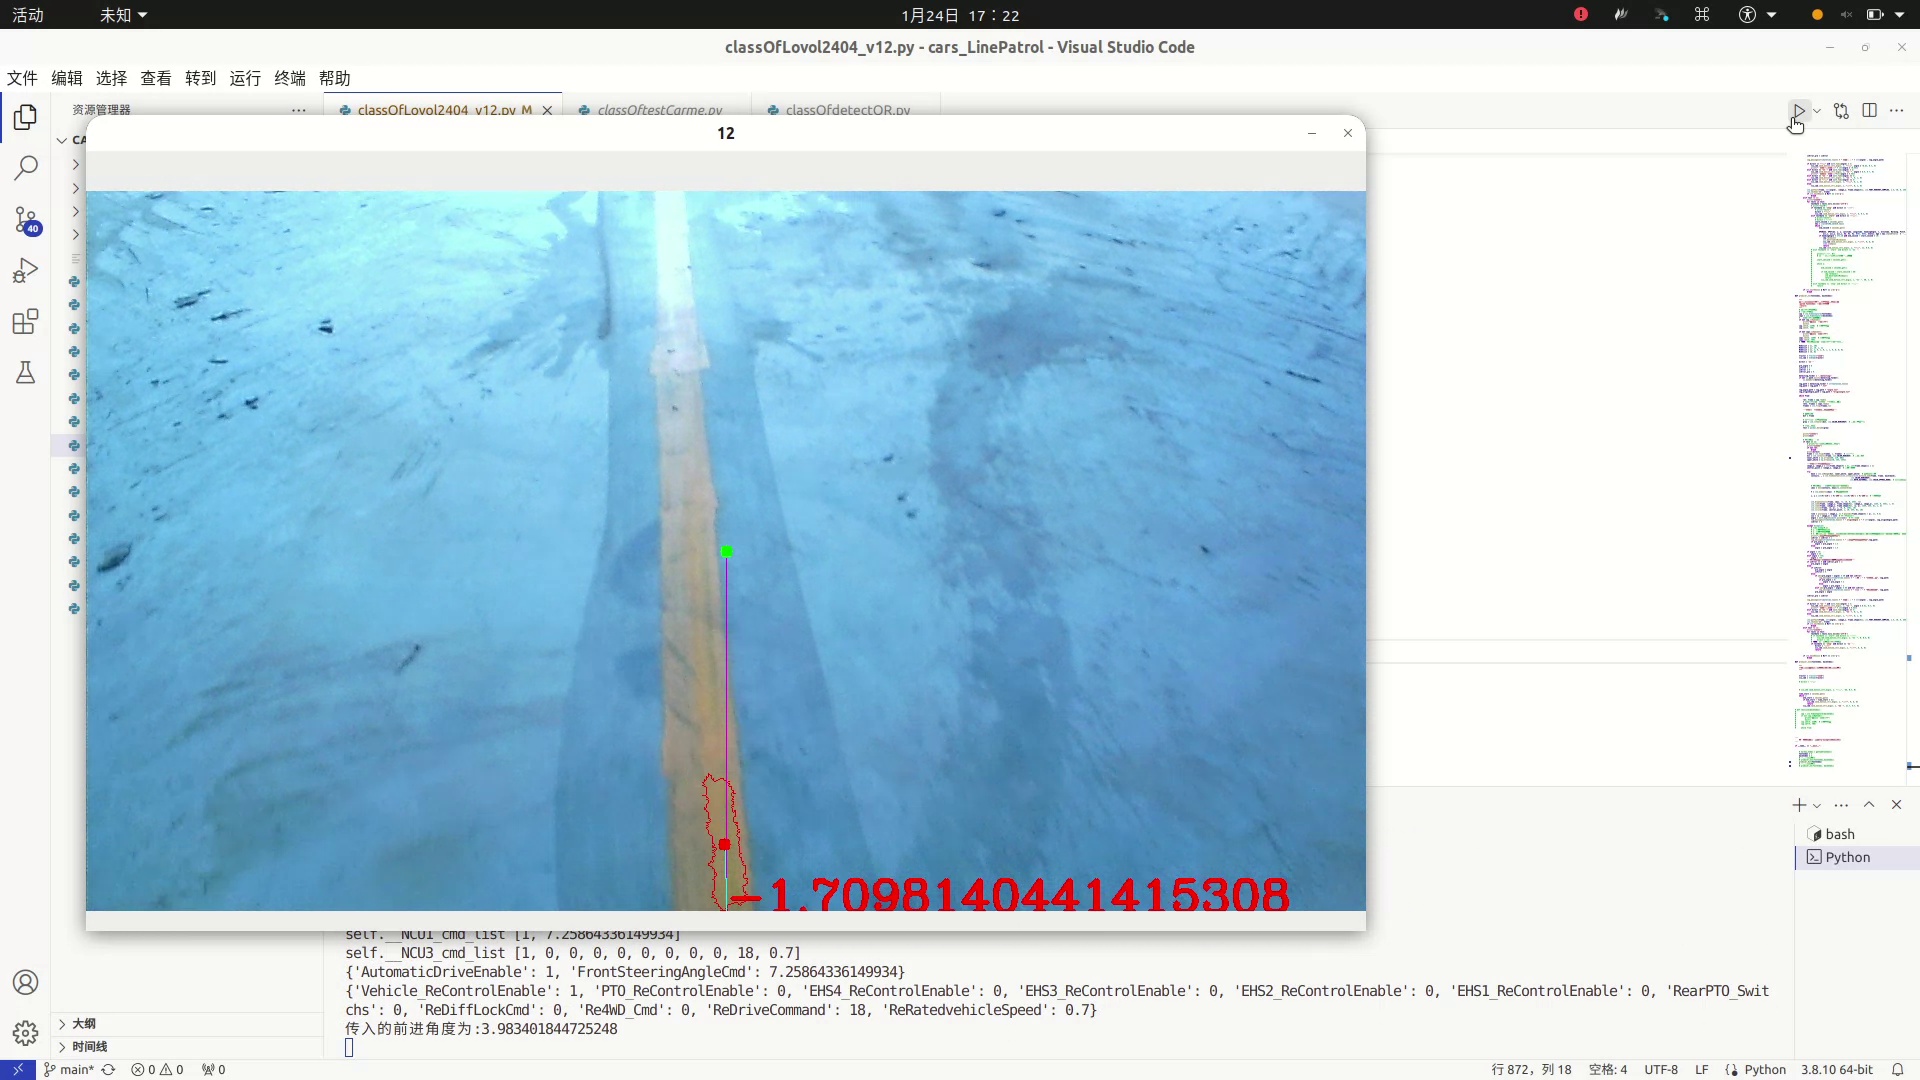 活动
未知
1月24日 17：22
classOfLovol2404_v12.py - cars_LinePatrol - Visual Studio Code
文件 编辑 选择 查看 转到 运行 终端 帮助
资源管理器
classOfLovol2404_v12.py M
classOftestCarme.py
classOfdetectQR.py
CA
12
40
-1.7098140441415308
bash
Python
self.__NCU1_cmd_list [1, 7.25864336149934]
self.__NCU3_cmd_list [1, 0, 0, 0, 0, 0, 0, 0, 0, 18, 0.7]
{'AutomaticDriveEnable': 1, 'FrontSteeringAngleCmd': 7.25864336149934}
{'Vehicle_ReControlEnable': 1, 'PTO_ReControlEnable': 0, 'EHS4_ReControlEnable': 0, 'EHS3_ReControlEnable': 0, 'EHS2_ReControlEnable': 0, 'EHS1_ReControlEnable': 0, 'RearPTO_Swit
chs': 0, 'ReDiffLockCmd': 0, 'Re4WD_Cmd': 0, 'ReDriveCommand': 18, 'ReRatedvehicleSpeed': 0.7}
传入的前进角度为:3.983401844725248
大纲
时间线
main* 0 0 0
行 872，列 18 空格: 4 UTF-8 LF Python 3.8.10 64-bit